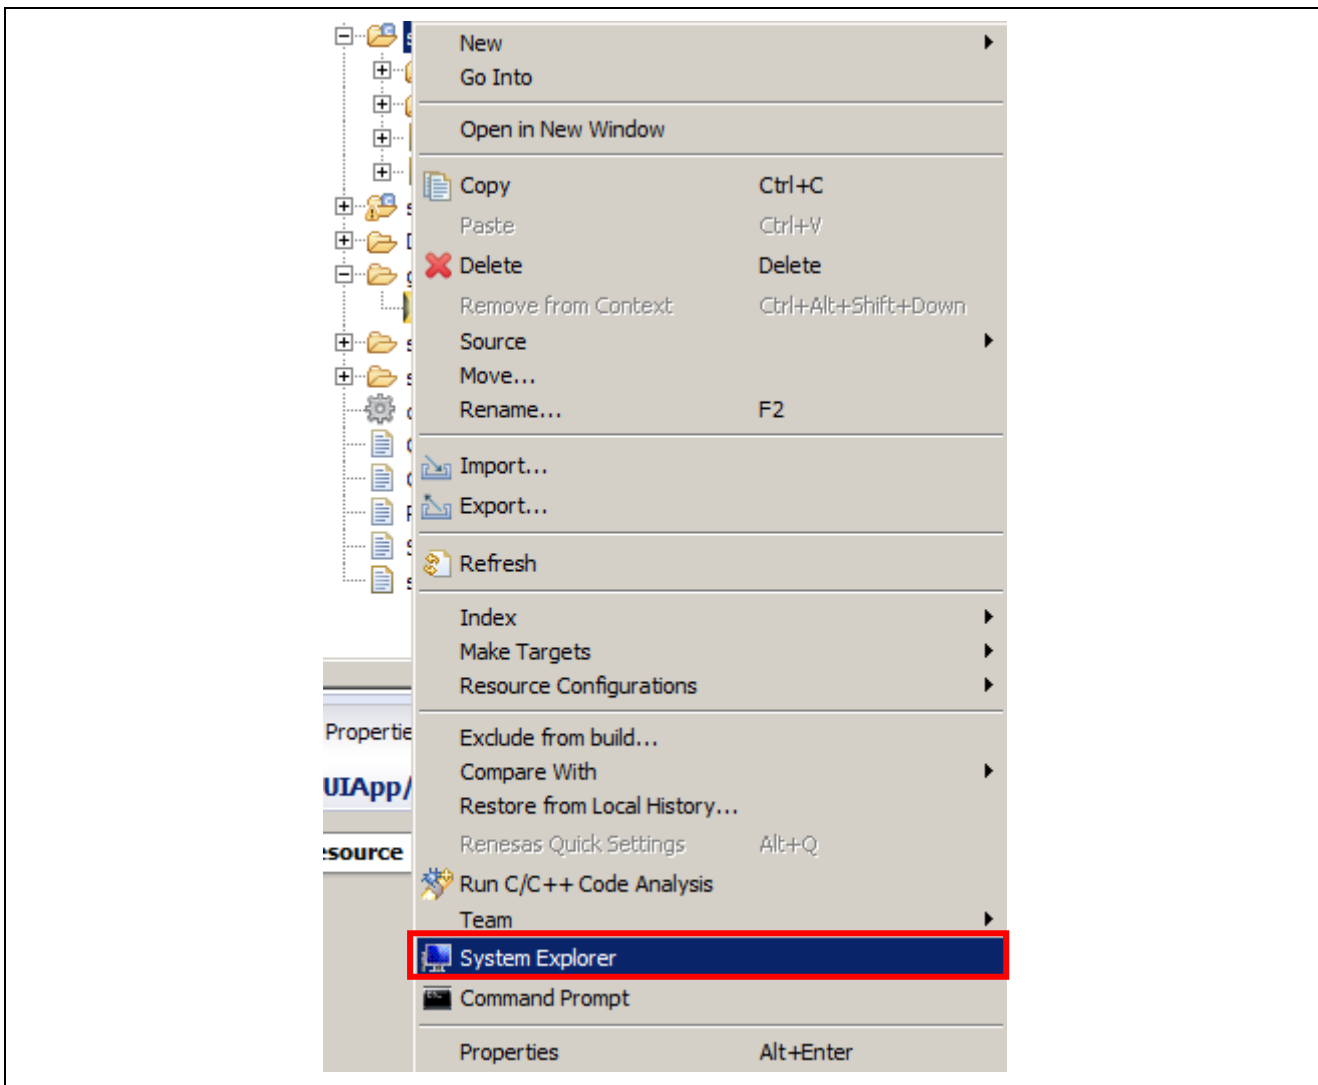 New
Go Into
Open in New Window
Copy Ctrl+C
Paste Ctrl+V
Delete Delete
Remove from Context Ctrl+Alt+Shift+Down
Source
Move...
Rename... F2
Import...
Export...
Refresh
Index
Make Targets
Resource Configurations
Propertie
Exclude from build...
Compare With
UIApp/
Restore from Local History...
Renesas Quick Settings Alt+Q
esource
Run C/C++ Code Analysis
Team
System Explorer
Command Prompt
Properties Alt+Enter